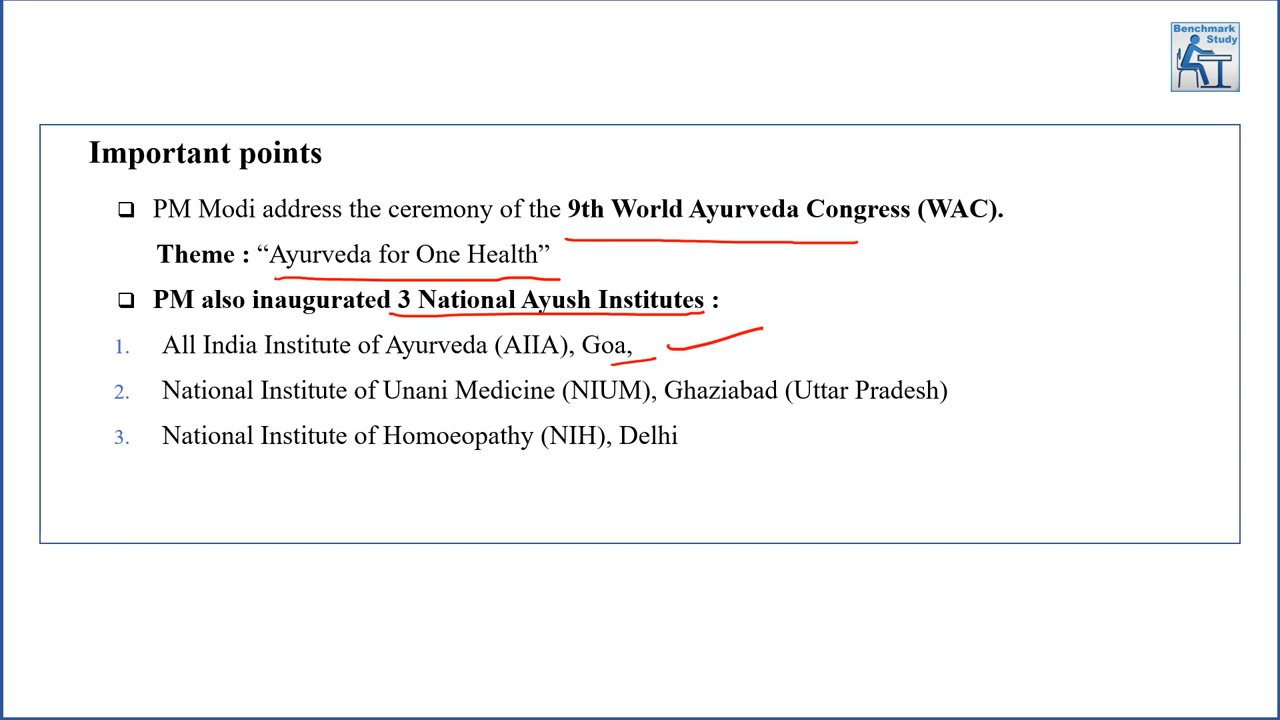 Benchmark
Study
Important points
❑ PM Modi address the ceremony of the 9th World Ayurveda Congress (WAC).
Theme : “Ayurveda for One Health”
❑ PM also inaugurated 3 National Ayush Institutes :
1. All India Institute of Ayurveda (AIIA), Goa,
2. National Institute of Unani Medicine (NIUM), Ghaziabad (Uttar Pradesh)
3. National Institute of Homoeopathy (NIH), Delhi